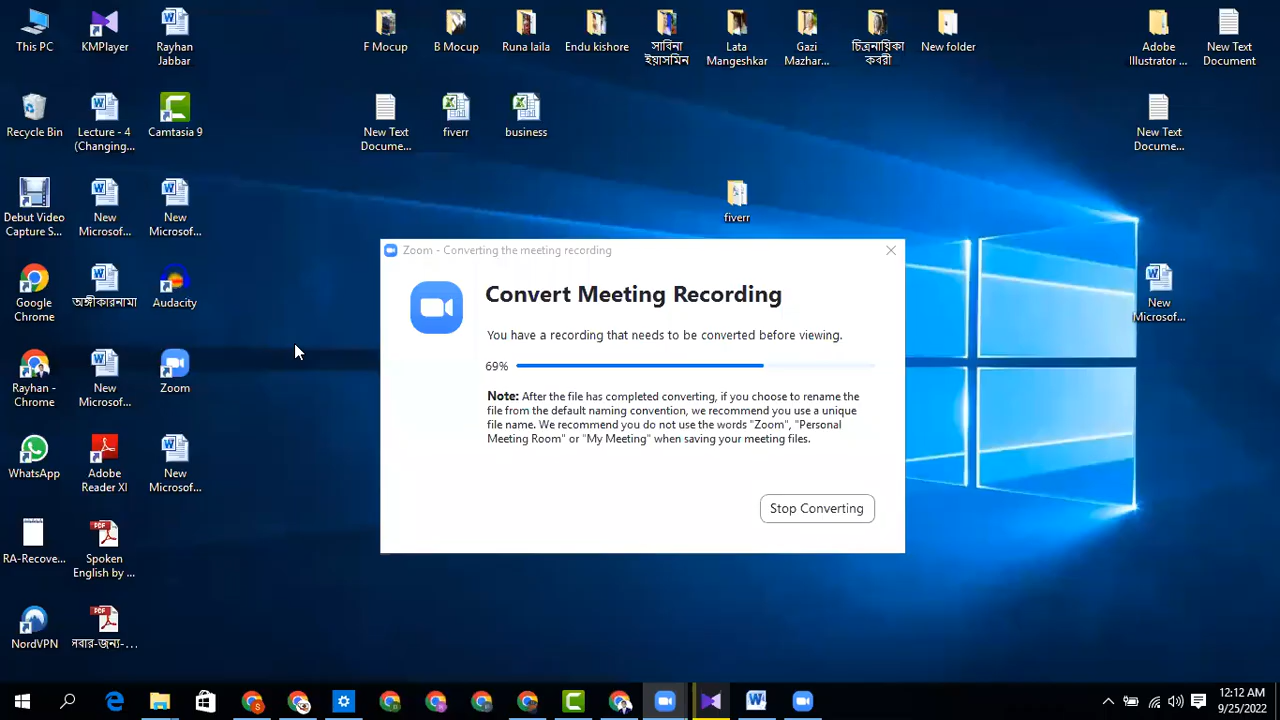 This PC
KMPlayer
Rayhan
Jabbar
F Mocup
B Mocup
Runa laila
Endu kishore
সাবিনা
ইয়াসমিন
Lata
Mangeshkar
Gazi
Mazhar...
চিত্রনায়িকা
কবরী
New folder
Adobe
Illustrator ...
New Text
Document
Recycle Bin
Lecture - 4
(Changing...
Camtasia 9
New Text
Docume...
fiverr
business
New Text
Docume...
Debut Video
Capture S...
New
Microsof...
New
Microsof...
fiverr
Google
Chrome
অঙ্গীকারনামা
Audacity
New
Microsof...
Zoom - Converting the meeting recording
Convert Meeting Recording
You have a recording that needs to be converted before viewing.
69%
Note: After the file has completed converting, if you choose to rename the
file from the default naming convention, we recommend you use a unique
file name. We recommend you do not use the words "Zoom", "Personal
Meeting Room" or "My Meeting" when saving your meeting files.
Stop Converting
Rayhan -
Chrome
New
Microsof...
Zoom
WhatsApp
Adobe
Reader XI
New
Microsof...
RA-Recove...
Spoken
English by ...
NordVPN
সবার-জন্য-...
12:12 AM
9/25/2022